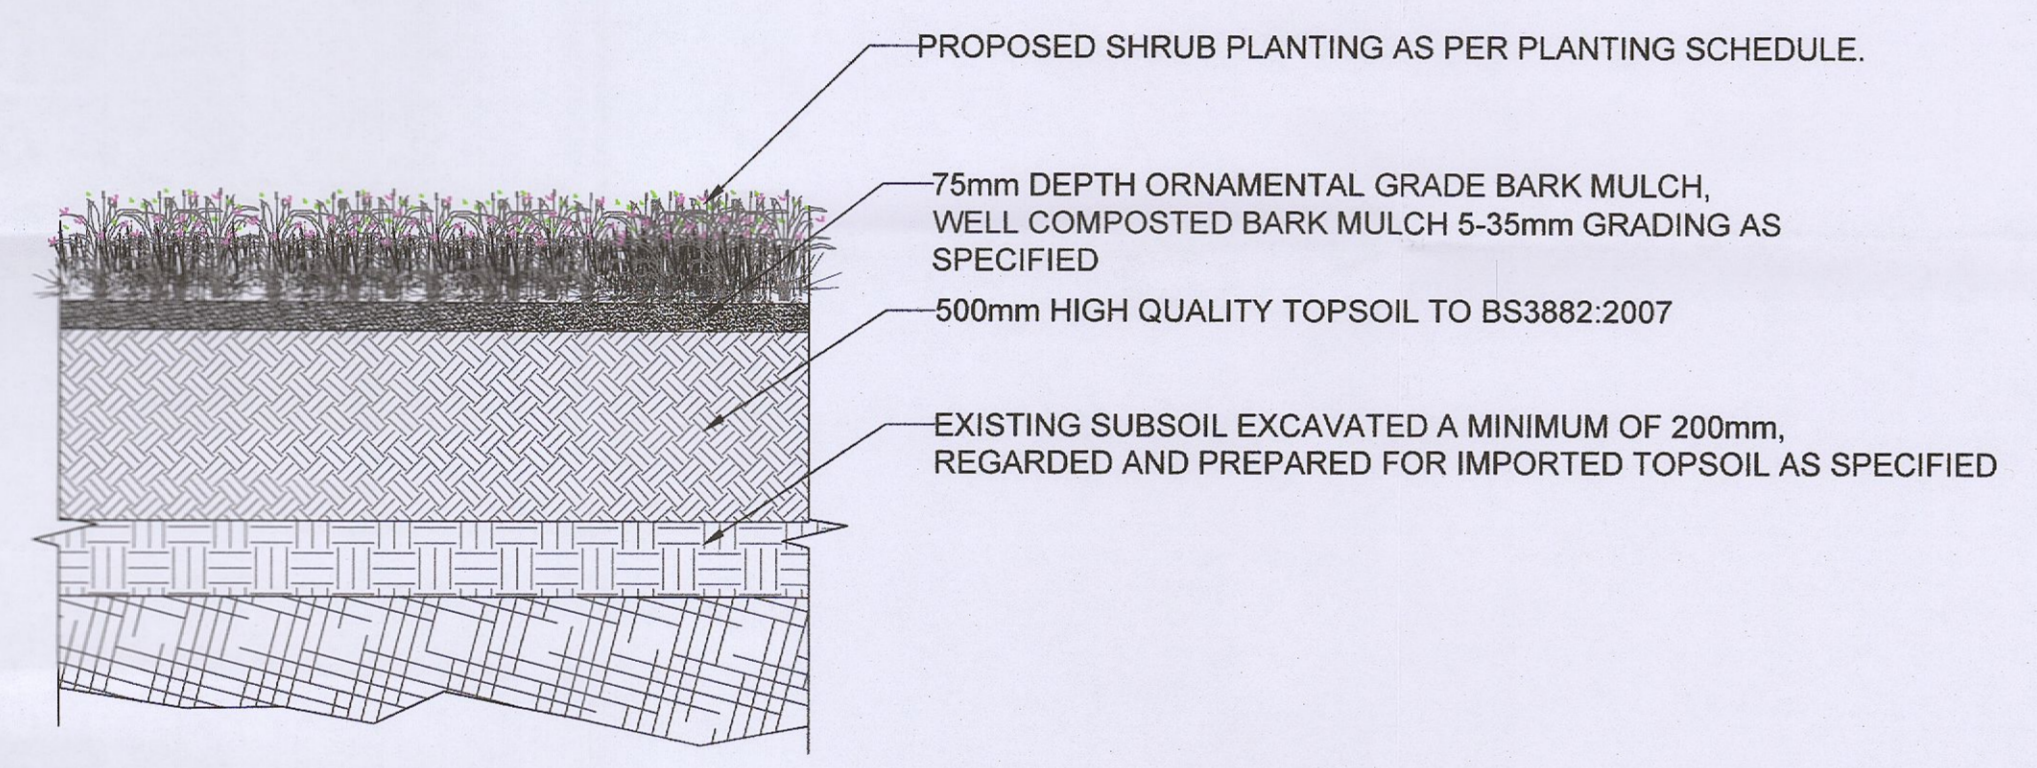 PROPOSED SHRUB PLANTING AS PER PLANTING SCHEDULE.
75mm DEPTH ORNAMENTAL GRADE BARK MULCH,
WELL COMPOSTED BARK MULCH 5-35mm GRADING AS
SPECIFIED
500mm HIGH QUALITY TOPSOIL TO BS3882:2007
EXISTING SUBSOIL EXCAVATED A MINIMUM OF 200mm,
REGARDED AND PREPARED FOR IMPORTED TOPSOIL AS SPECIFIED